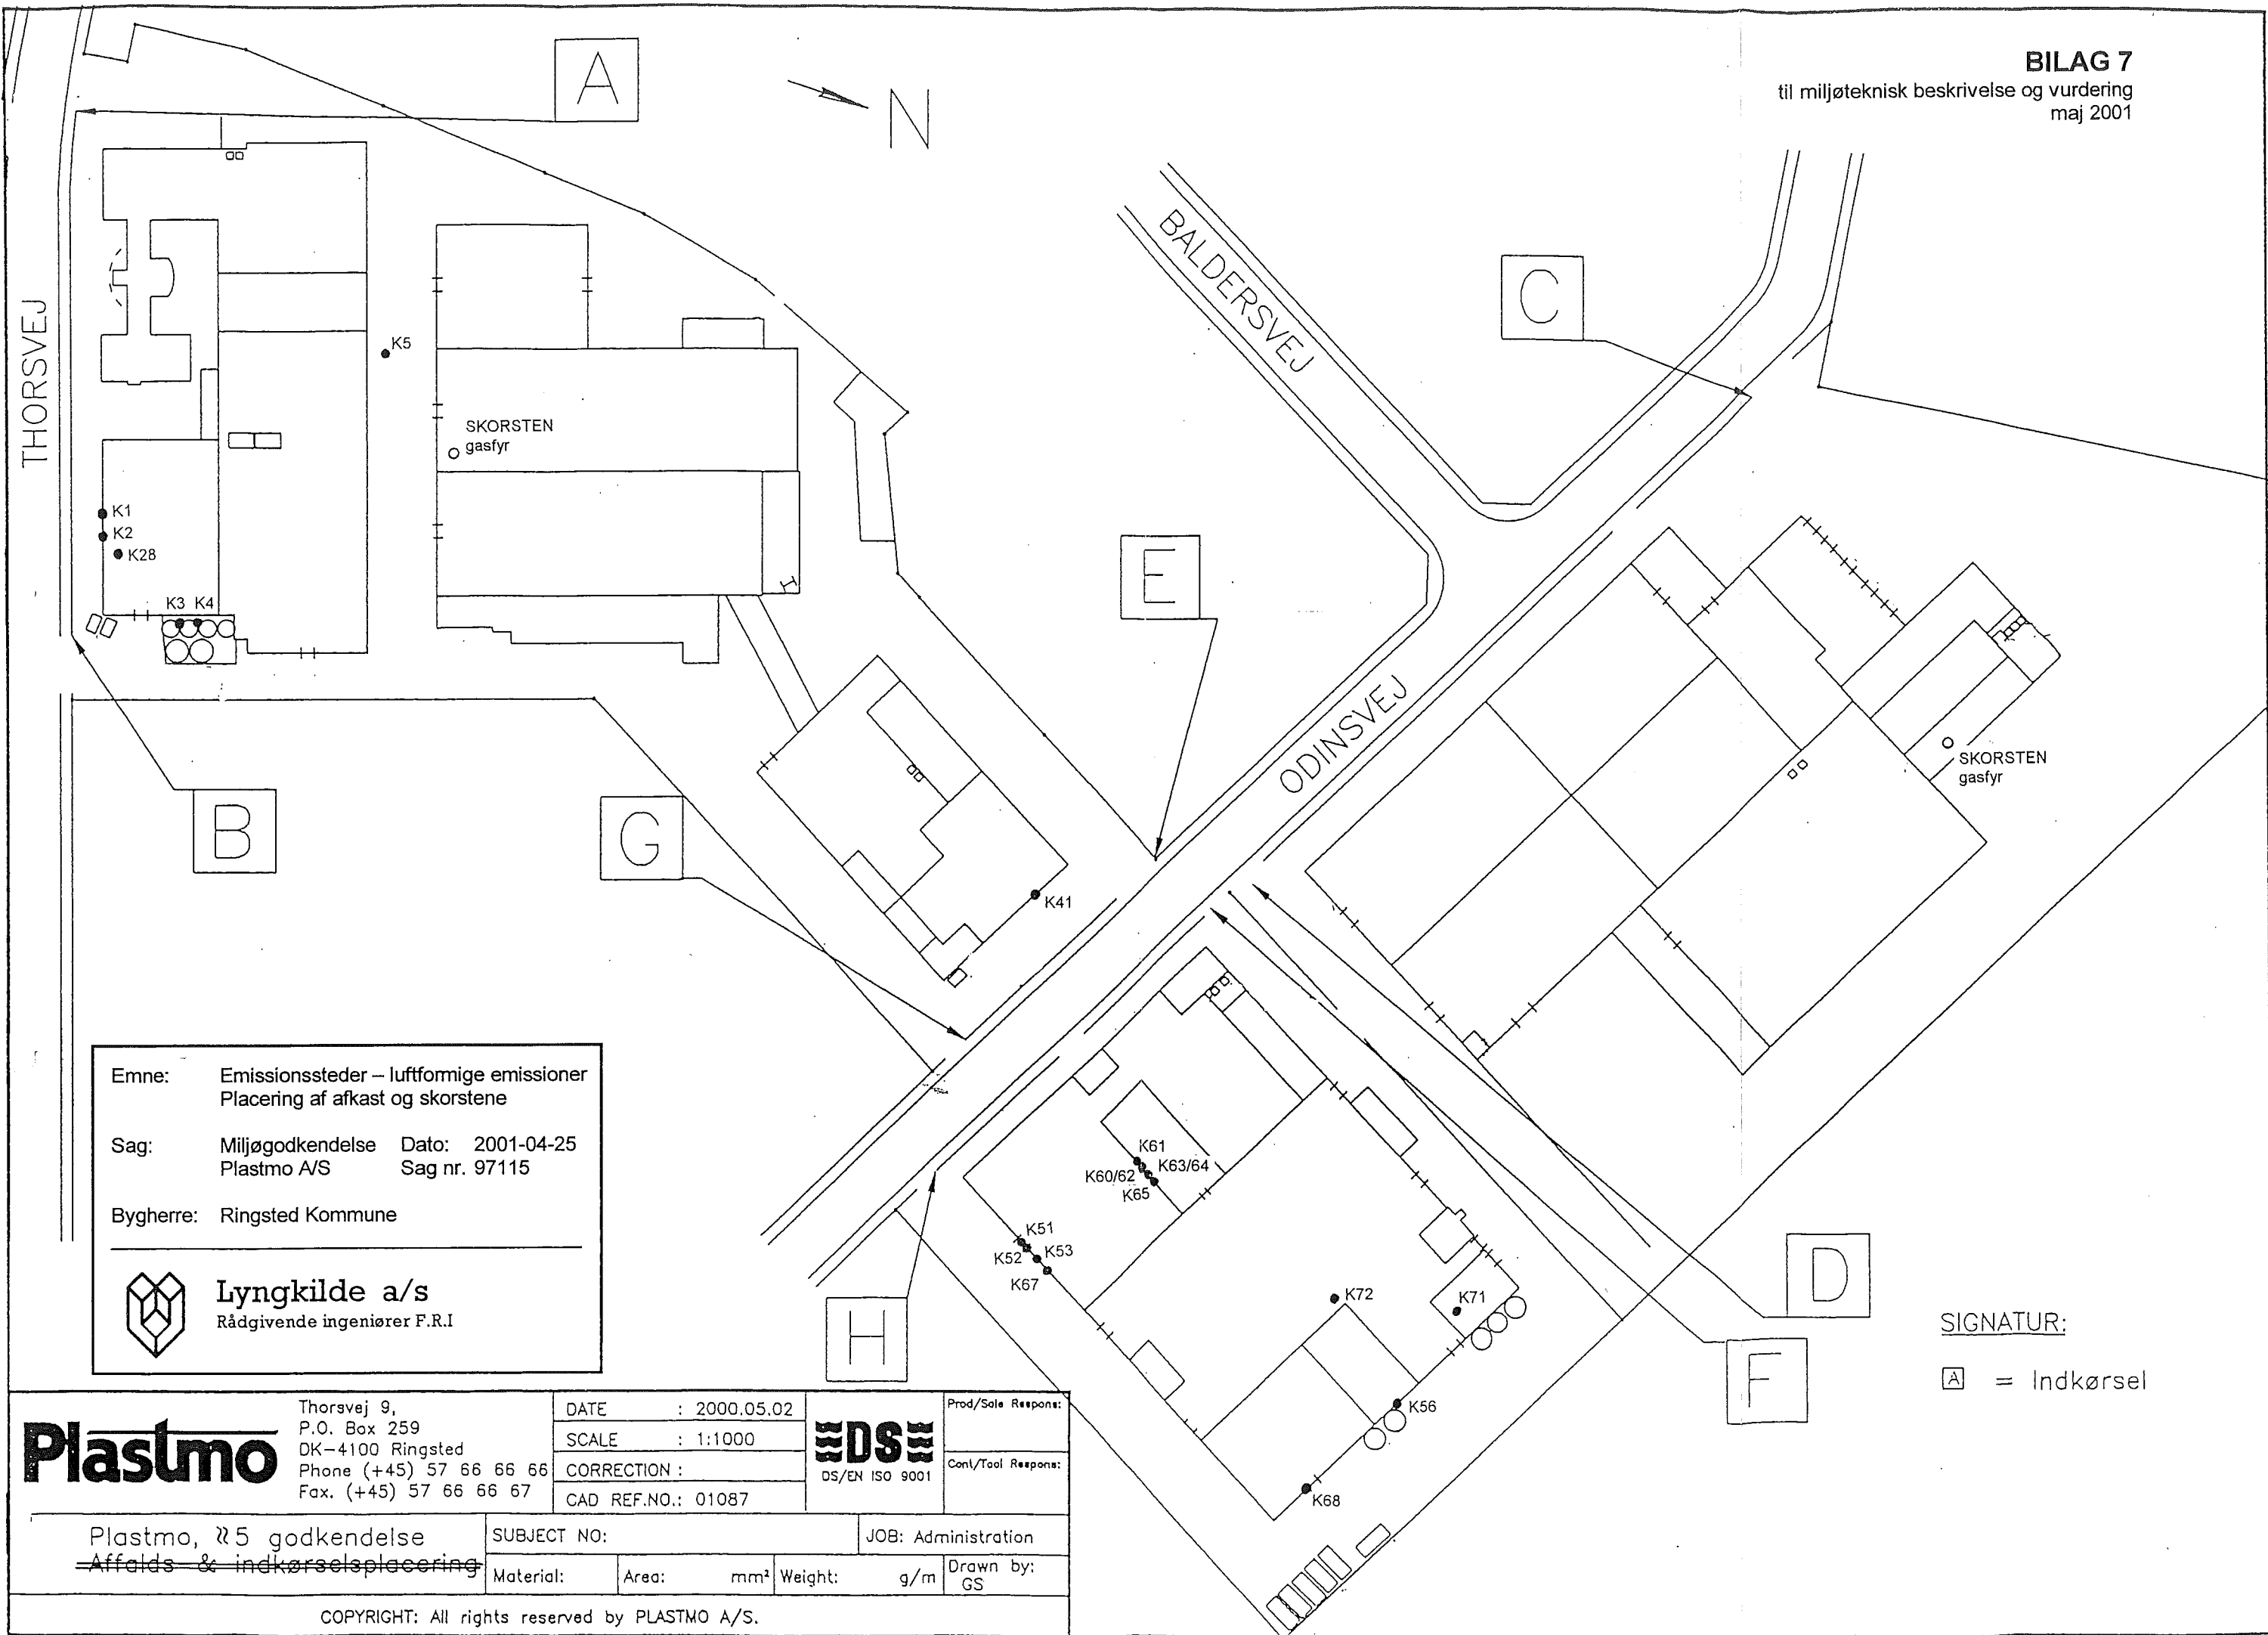 BILAG 7
til miljøteknisk beskrivelse og vurdering
maj 2001
A
N
BALDERSVEJ
C
THORSVEJ
K5
SKORSTEN
gasfyr
K1
K2
K28
K3 K4
E
ODINSVEJ
SKORSTEN
gasfyr
B
G
K41
K61
K60/62
K63/64
K65
K51
K52
K53
K67
K72
K71
K56
K68
H
D
F
SIGNATUR:
A = Indkørsel
Emne: Emissionssteder – luftformige emissioner
Placering af afkast og skorstene
Sag: Miljøgodkendelse Dato: 2001-04-25
Plastmo A/S Sag nr. 97115
Bygherre: Ringsted Kommune
Lyngkilde a/s
Rådgivende ingeniører F.R.I
Plastmo
Thorsvej 9,
P.O. Box 259
DK-4100 Ringsted
Phone (+45) 57 66 66 66
Fax. (+45) 57 66 66 67
DATE : 2000.05.02
SCALE : 1:1000
CORRECTION :
CAD REF.NO.: 01087
DS
DS/EN ISO 9001
Prod/Sale Respons:
Cont/Tool Respons:
Plastmo, 5 godkendelse
Affalds- & indkørselsplacering
SUBJECT NO:
JOB: Administration
Material:
Area: mm²
Weight: g/m
Drawn by:
GS
COPYRIGHT: All rights reserved by PLASTMO A/S.